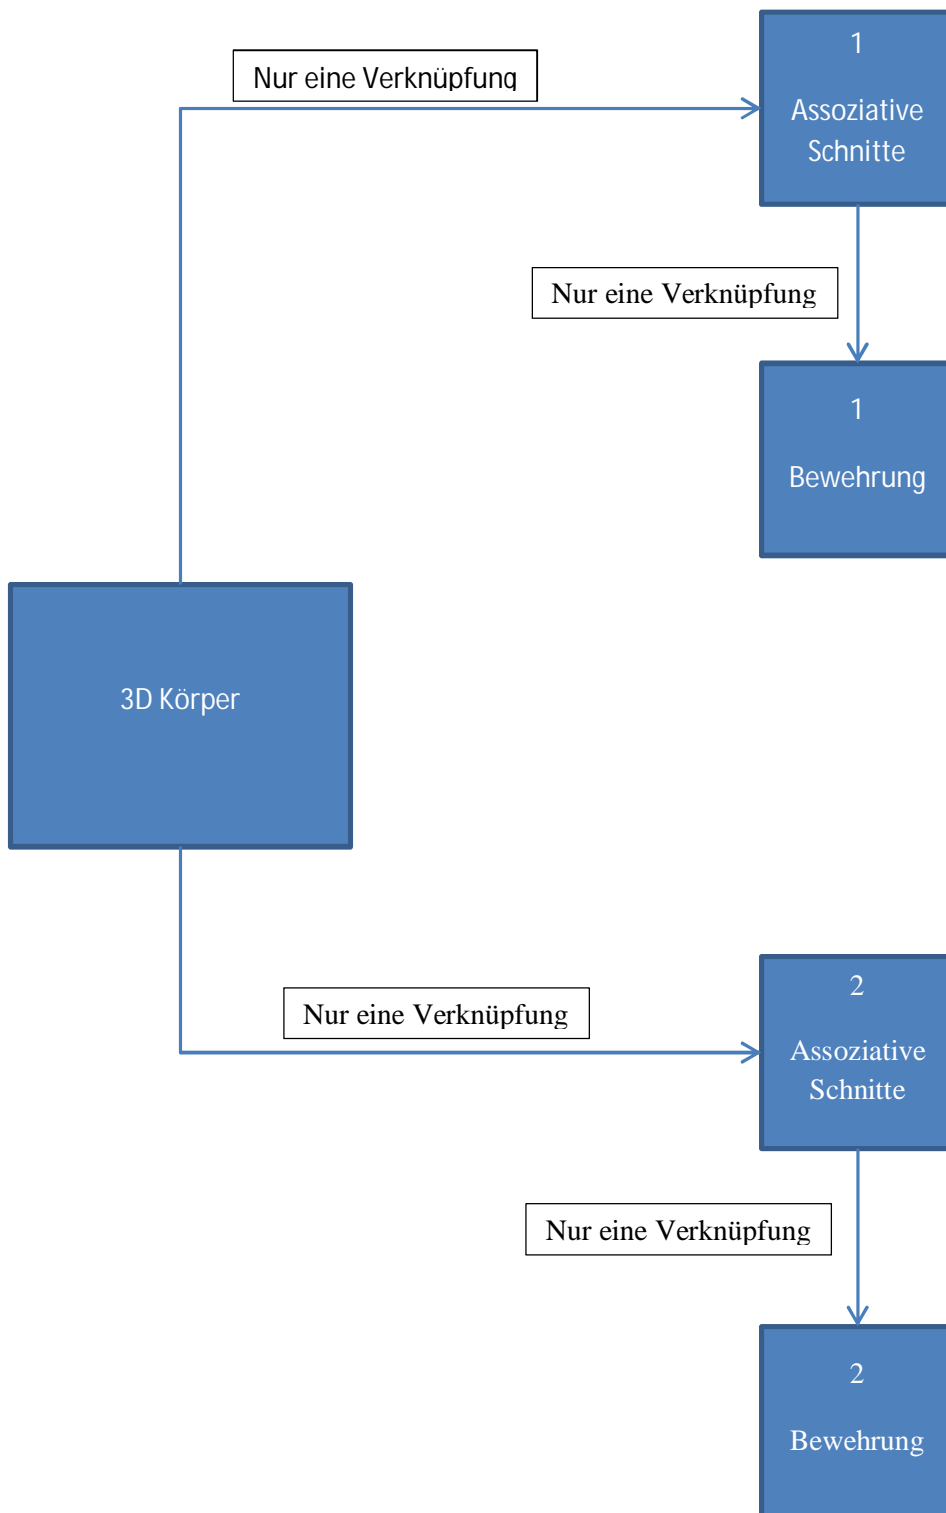 Nur eine Verknüpfung
1
Assoziative
Schnitte
Nur eine Verknüpfung
1
Bewehrung
3D Körper
Nur eine Verknüpfung
2
Assoziative
Schnitte
Nur eine Verknüpfung
2
Bewehrung